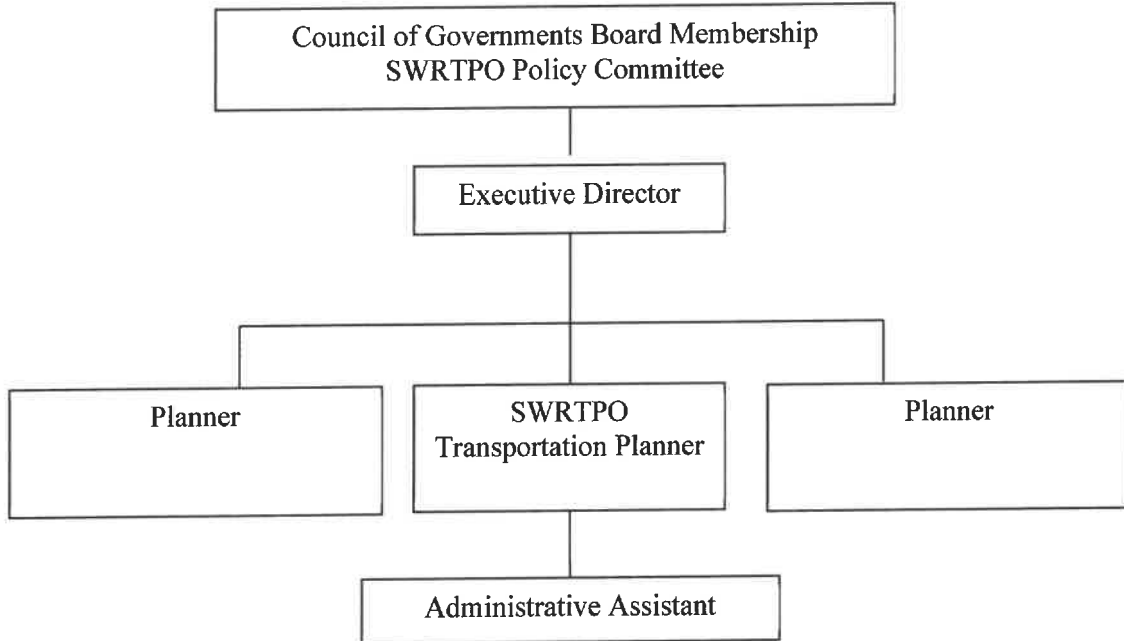 Council of Governments Board Membership
SWRTPO Policy Committee
Executive Director
Planner
SWRTPO
Transportation Planner
Planner
Administrative Assistant